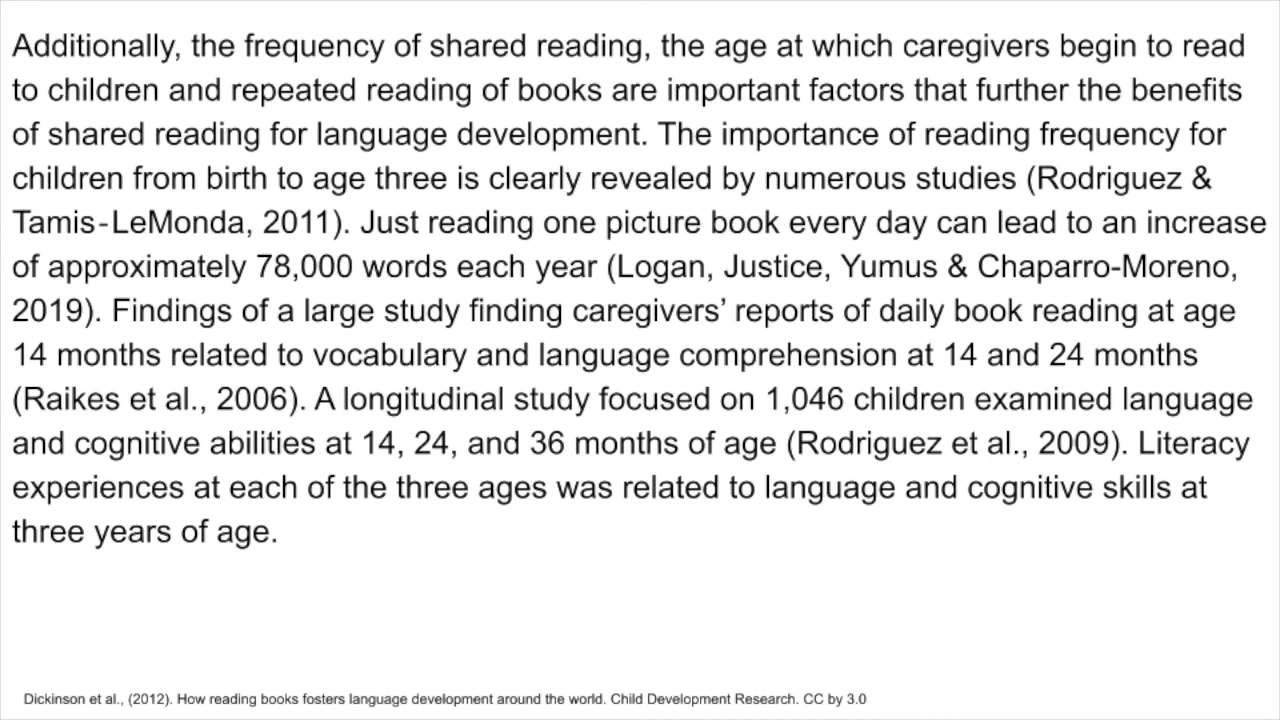 Additionally, the frequency of shared reading, the age at which caregivers begin to read
to children and repeated reading of books are important factors that further the benefits
of shared reading for language development. The importance of reading frequency for
children from birth to age three is clearly revealed by numerous studies (Rodriguez &
Tamis-LeMonda, 2011). Just reading one picture book every day can lead to an increase
of approximately 78,000 words each year (Logan, Justice, Yumus & Chaparro-Moreno,
2019). Findings of a large study finding caregivers’ reports of daily book reading at age
14 months related to vocabulary and language comprehension at 14 and 24 months
(Raikes et al., 2006). A longitudinal study focused on 1,046 children examined language
and cognitive abilities at 14, 24, and 36 months of age (Rodriguez et al., 2009). Literacy
experiences at each of the three ages was related to language and cognitive skills at
three years of age.
Dickinson et al., (2012). How reading books fosters language development around the world. Child Development Research. CC by 3.0